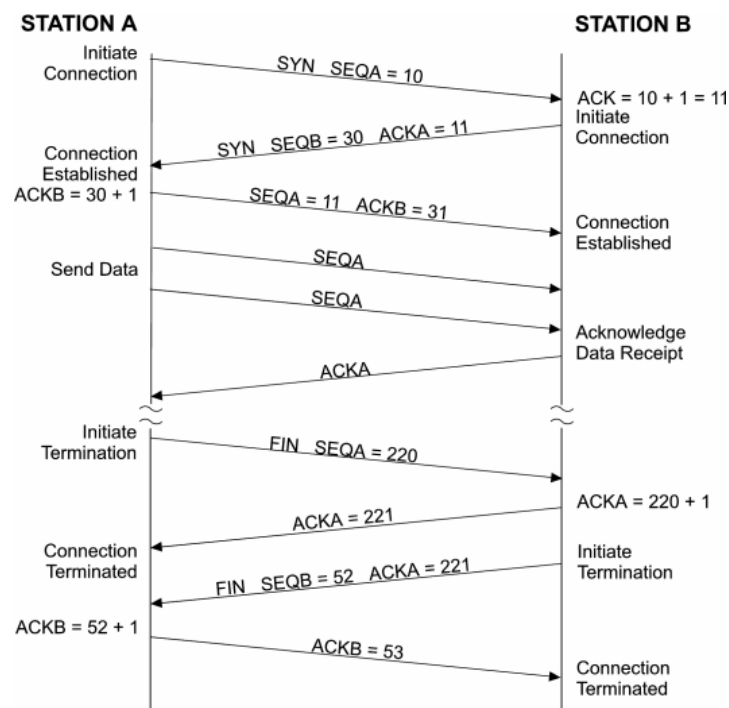 STATION A
STATION B
Initiate
Connection
SYN SEQA = 10
ACK = 10 + 1 = 11
Initiate
Connection
SYN SEQB = 30 ACKA = 11
Connection
Established
ACKB = 30 + 1
SEQA = 11 ACKB = 31
Connection
Established
Send Data
SEQA
SEQA
Acknowledge
Data Receipt
ACKA
Initiate
Termination
FIN SEQA = 220
ACKA = 220 + 1
ACKA = 221
Connection
Terminated
Initiate
Termination
FIN SEQB = 52 ACKA = 221
ACKB = 52 + 1
ACKB = 53
Connection
Terminated